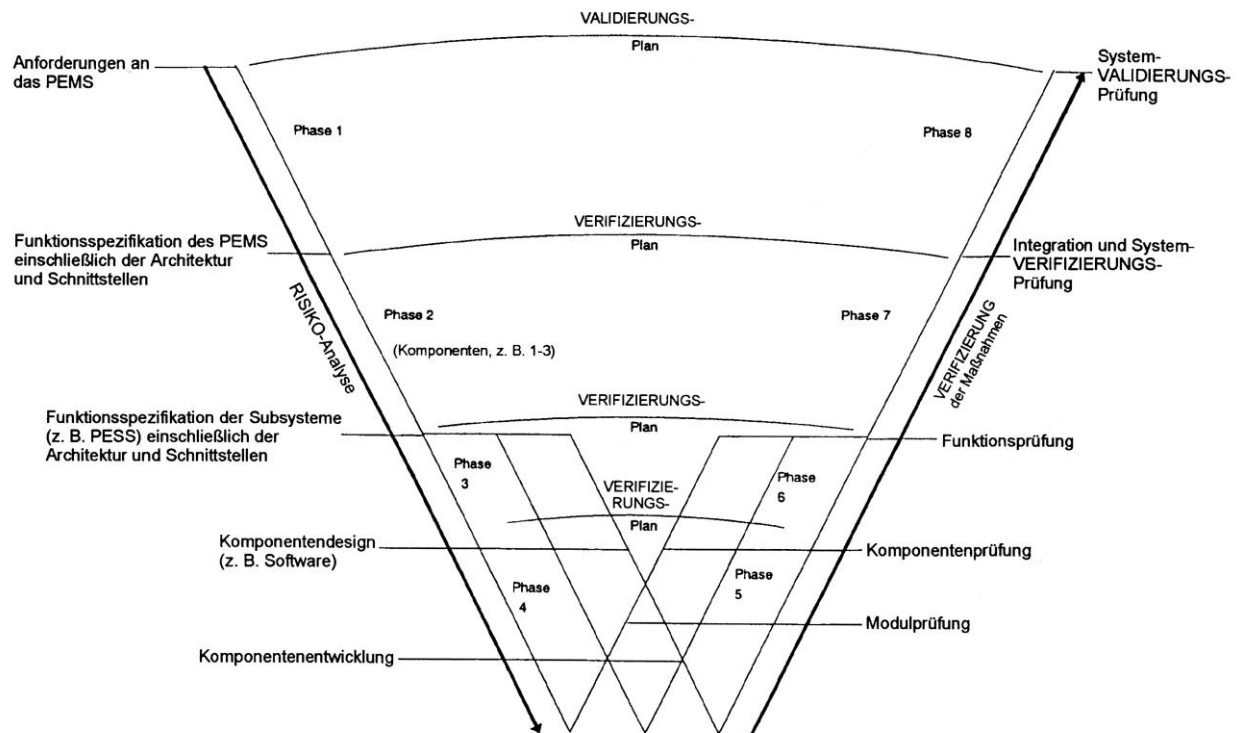 VALIDIERUNGS-
Plan
Anforderungen an
das PEMS
System-
VALIDIERUNGS-
Prüfung
Phase 1
Phase 8
VERIFIZIERUNGS-
Plan
Funktionsspezifikation des PEMS
einschließlich der Architektur
und Schnittstellen
Integration und System-
VERIFIZIERUNGS-
Prüfung
RISIKO-Analyse
Phase 2
Phase 7
(Komponenten, z. B. 1-3)
VERIFIZIERUNG
der Maßnahmen
VERIFIZIERUNGS-
Plan
Funktionsspezifikation der Subsysteme
(z. B. PESS) einschließlich der
Architektur und Schnittstellen
Funktionsprüfung
Phase
3
Phase
6
VERIFIZIE-
RUNGS-
Plan
Komponentendesign
(z. B. Software)
Komponentenprüfung
Phase
4
Phase
5
Modulprüfung
Komponentenentwicklung